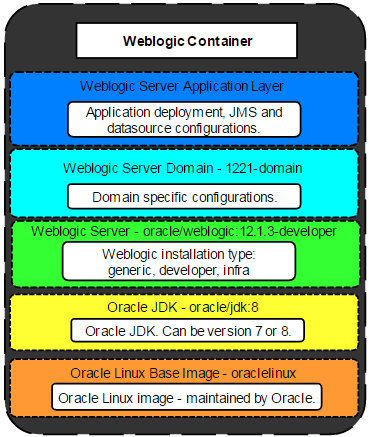 Weblogic Container
Weblogic Server Application Layer
Application deployment, JMS and
datasource configurations.
Weblogic Server Domain - 1221-domain
Domain specific configurations.
Weblogic Server - oracle/weblogic:12.1.3-developer
Weblogic installation type:
generic, developer, infra
Oracle JDK - oracle/jdk:8
Oracle JDK. Can be version 7 or 8.
Oracle Linux Base Image - oraclelinux
Oracle Linux image - maintained by Oracle.